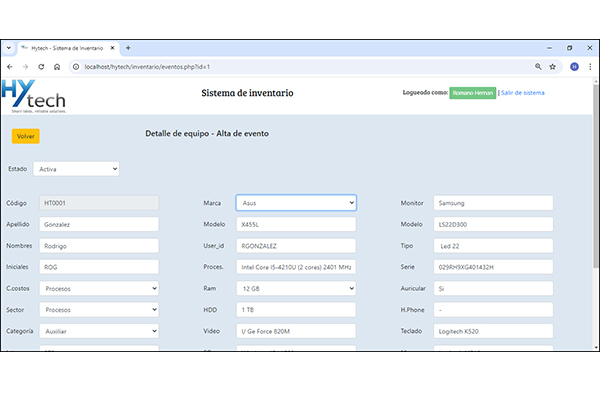 Hytech - Sistema de Inventario
localhost/hytech/inventario/eventos.php?id=1
HYtech
Smart ideas, reliable solutions.
Sistema de inventario
Logueado como: Romano Hernan | Salir de sistema
Volver
Detalle de equipo - Alta de evento
Estado Activa
Código HT0001 Marca Asus Monitor Samsung
Apellido Gonzalez Modelo X455L Modelo LS22D300
Nombres Rodrigo User_id RGONZALEZ Tipo Led 22
Iniciales ROG Proces. Intel Core I5-4210U (2 cores) 2401 MHz Serie 029RH9XG401432H
C.costos Procesos Ram 12 GB Auricular Si
Sector Procesos HDD 1 TB H.Phone -
Categoría Auxiliar Video I/ Ge Force 820M Teclado Logitech K520